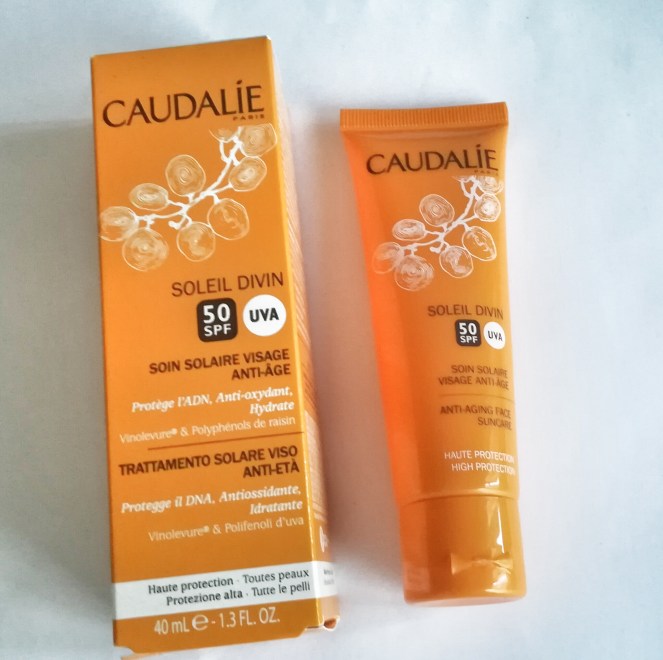 CAUDALÍE
PARIS
SOLEIL DIVIN
50
SPF
UVA
SOIN SOLAIRE VISAGE
ANTI-ÂGE
Protège l'ADN, Anti-oxydant,
Hydrate
Vinolevure® & Polyphénols de raisin
TRATTAMENTO SOLARE VISO
ANTI-ETÀ
Protegge il DNA, Antiossidante,
Idratante
Vinolevure® & Polifenoli d'uva
Haute protection · Toutes peaux
Protezione alta · Tutte le pelli
40 mL e - 1.3 FL. OZ.
CAUDALÍE
PARIS
SOLEIL DIVIN
50
SPF
UVA
SOIN SOLAIRE
VISAGE ANTI-ÂGE
ANTI-AGING FACE
SUNCARE
HAUTE PROTECTION
HIGH PROTECTION